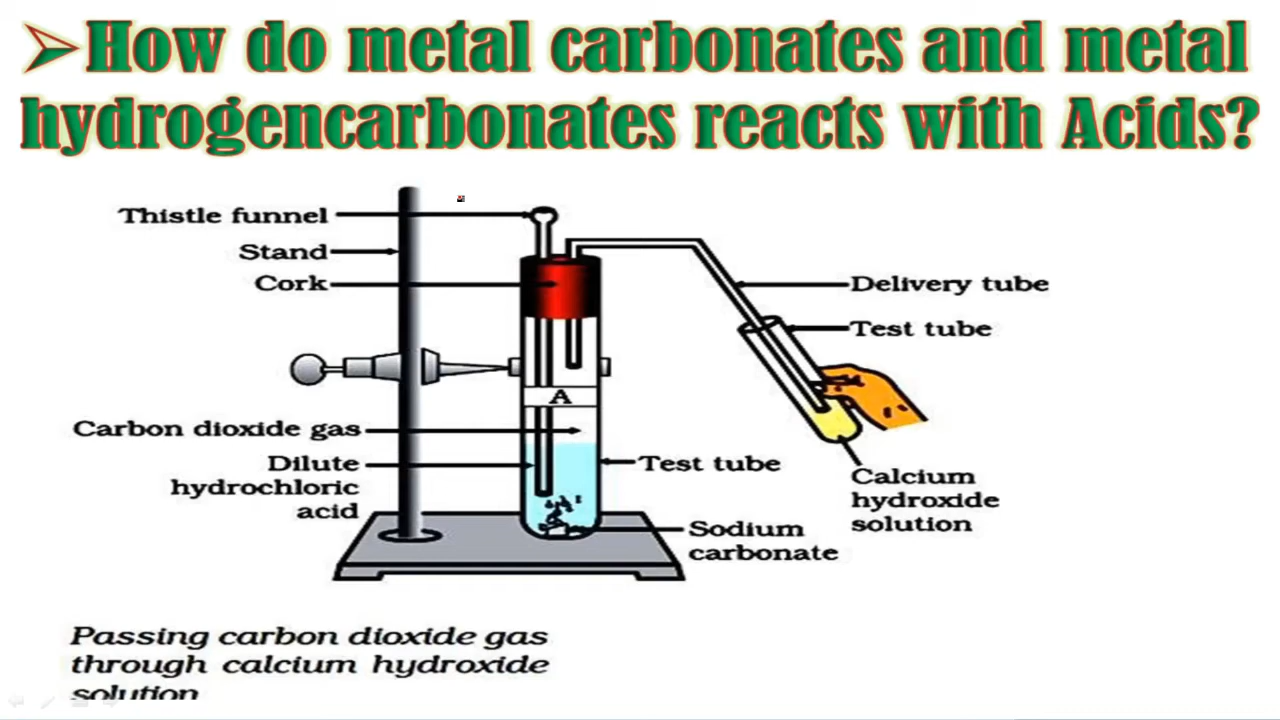 ➢How do metal carbonates and metal
hydrogencarbonates reacts with Acids?
Thistle funnel
Stand
Cork
Delivery tube
Test tube
A
Carbon dioxide gas
Dilute
hydrochloric
acid
Test tube
Calcium
hydroxide
solution
Sodium
carbonate
Passing carbon dioxide gas
through calcium hydroxide
solution